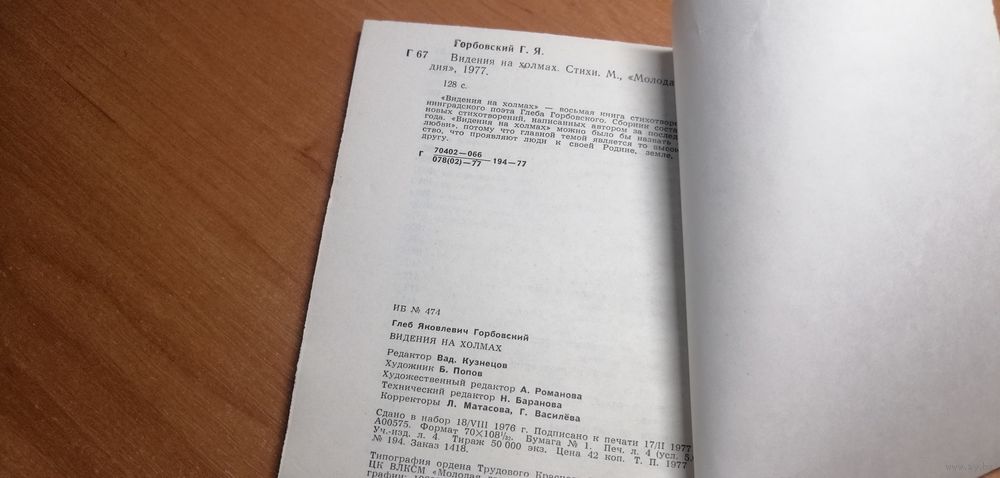 Горбовский Г. Я.
Г 67 Видения на холмах. Стихи. М., «Молода
дия», 1977.
128 с.
«Видения на холмах» — восьмая книга стихотворе
нинградского поэта Глеба Горбовского. Сборник соста
новых стихотворений, написанных автором за послед
года. «Видения на холмах» можно было бы назвать
любви», потому что главной темой является то высо
ство, что проявляют люди к своей Родине, земле,
другу.
Г 70402—066
078(02)—77 194—77
ИБ № 474
Глеб Яковлевич Горбовский
ВИДЕНИЯ НА ХОЛМАХ
Редактор Вад. Кузнецов
Художник Б. Попов
Художественный редактор А. Романова
Технический редактор Н. Баранова
Корректоры Л. Матасова, Г. Василёва
Сдано в набор 18/VIII 1976 г. Подписано к печати 17/II 1977
А00575. Формат 70×108¹/₃₂. Бумага № 1. Печ. л. 4 (усл. 5.
Уч.-изд. л. 4. Тираж 50 000 экз. Цена 42 коп. Т. П. 1977
№ 194. Заказ 1418.
Типография ордена Трудового Красно
ЦК ВЛКСМ «Молодая